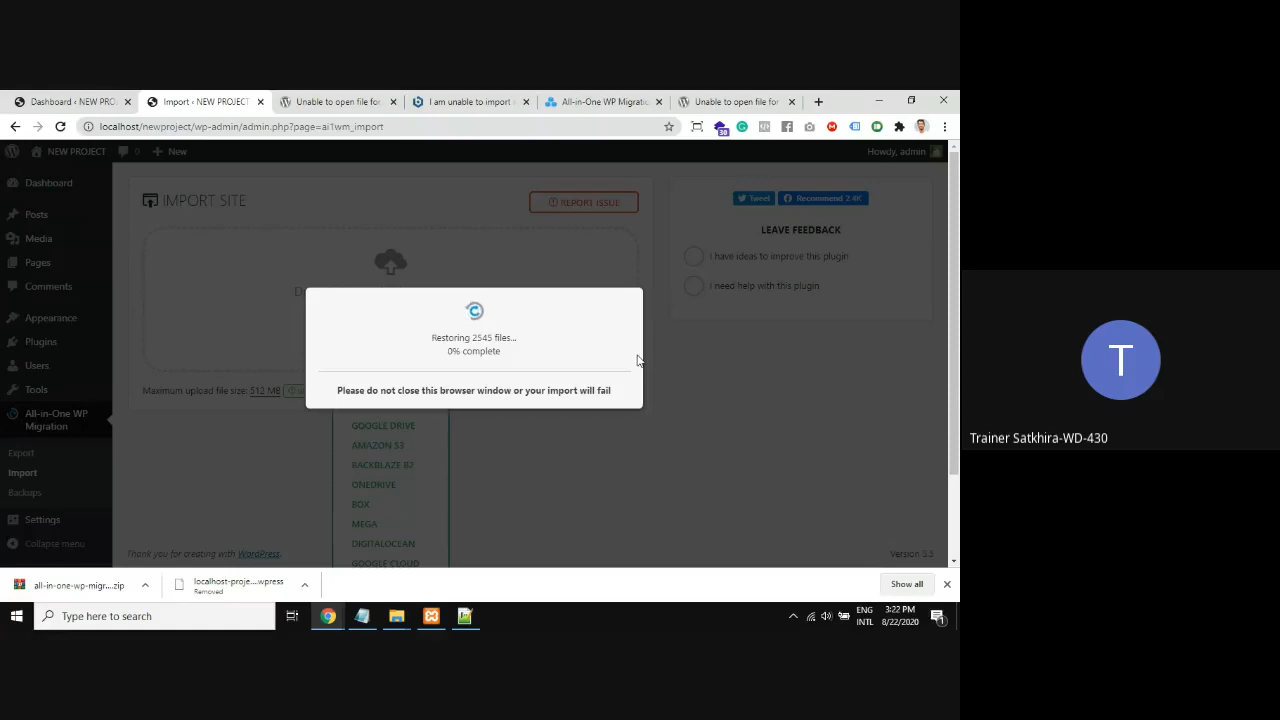 Dashboard ‹ NEW PRO
Import ‹ NEW PROJECT
Unable to open file for
I am unable to import
All-in-One WP Migratio
Unable to open file for
localhost/newproject/wp-admin/admin.php?page=ai1wm_import
30
NEW PROJECT
0
New
Howdy, admin
Dashboard
Posts
Media
Pages
Comments
Appearance
Plugins
Users
Tools
All-in-One WP
Migration
Export
Import
Backups
Settings
Collapse menu
IMPORT SITE
REPORT ISSUE
D
Restoring 2545 files...
0% complete
Please do not close this browser window or your import will fail
Maximum upload file size: 512 MB
GOOGLE DRIVE
AMAZON S3
BACKBLAZE B2
ONEDRIVE
BOX
MEGA
DIGITALOCEAN
GOOGLE CLOUD
Tweet
Recommend 2.4K
LEAVE FEEDBACK
I have ideas to improve this plugin
I need help with this plugin
Thank you for creating with WordPress.
Version 5.3
all-in-one-wp-migr....zip
localhost-proje....wpress
Removed
Show all
Type here to search
ENG
INTL
3:22 PM
8/22/2020
1
T
Trainer Satkhira-WD-430